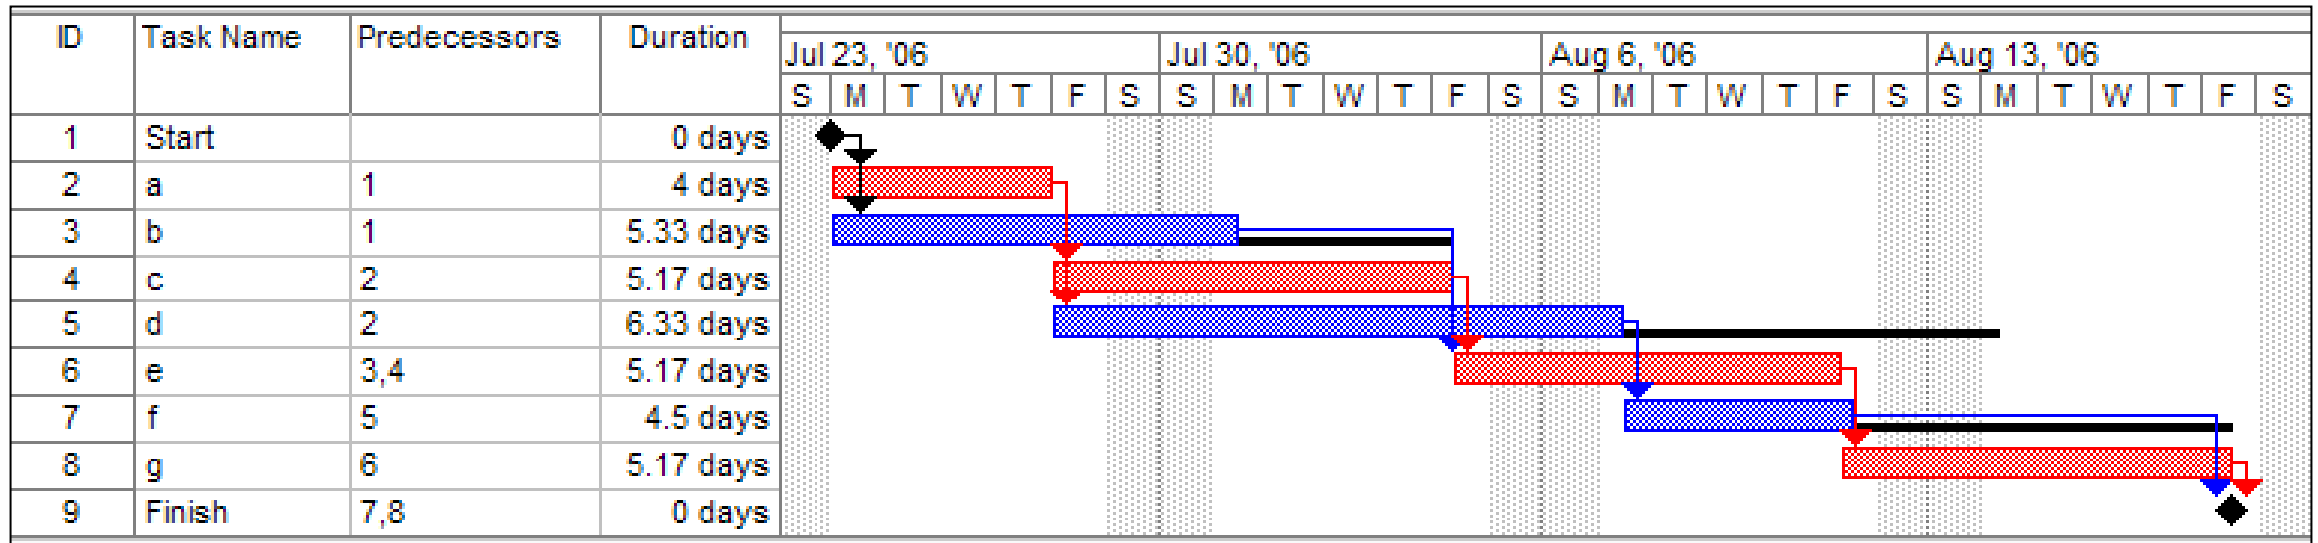 ID Task Name Predecessors Duration
Jul 23, '06 Jul 30, '06 Aug 6, '06 Aug 13, '06
S M T W T F S S M T W T F S S M T W T F S S M T W T F S
1 Start 0 days
2 a 1 4 days
3 b 1 5.33 days
4 c 2 5.17 days
5 d 2 6.33 days
6 e 3,4 5.17 days
7 f 5 4.5 days
8 g 6 5.17 days
9 Finish 7,8 0 days